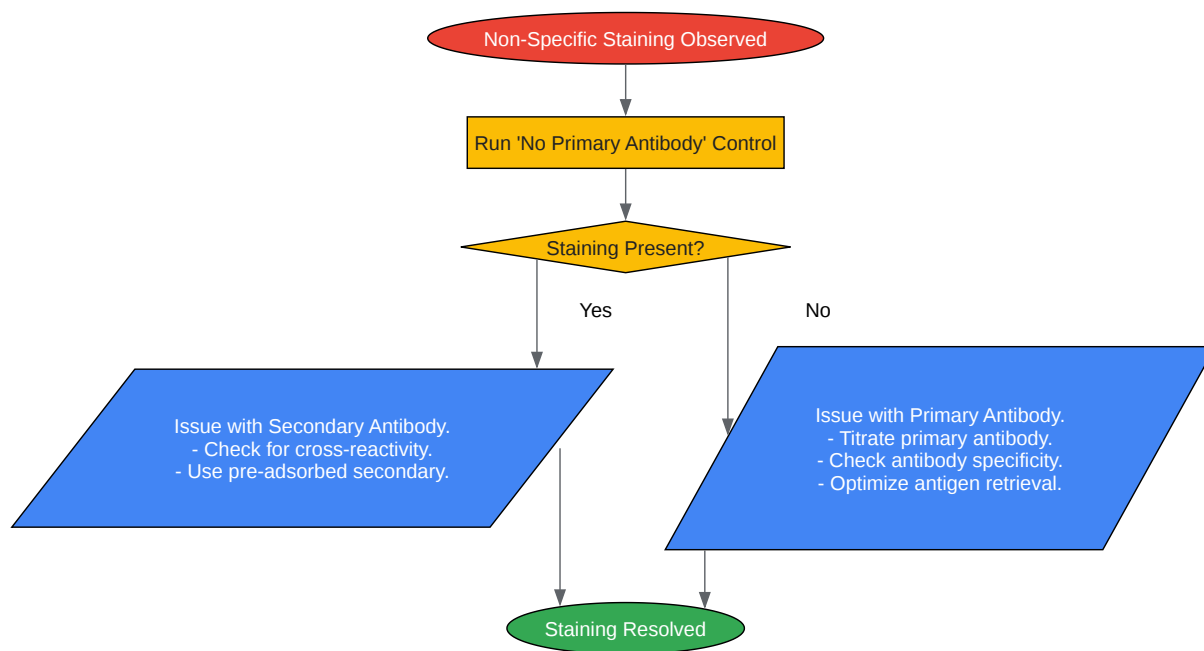 Non-Specific Staining Observed
Run 'No Primary Antibody' Control
Staining Present?
Yes
No
Issue with Secondary Antibody.
- Check for cross-reactivity.
- Use pre-adsorbed secondary.
Issue with Primary Antibody.
- Titrate primary antibody.
- Check antibody specificity.
- Optimize antigen retrieval.
Staining Resolved